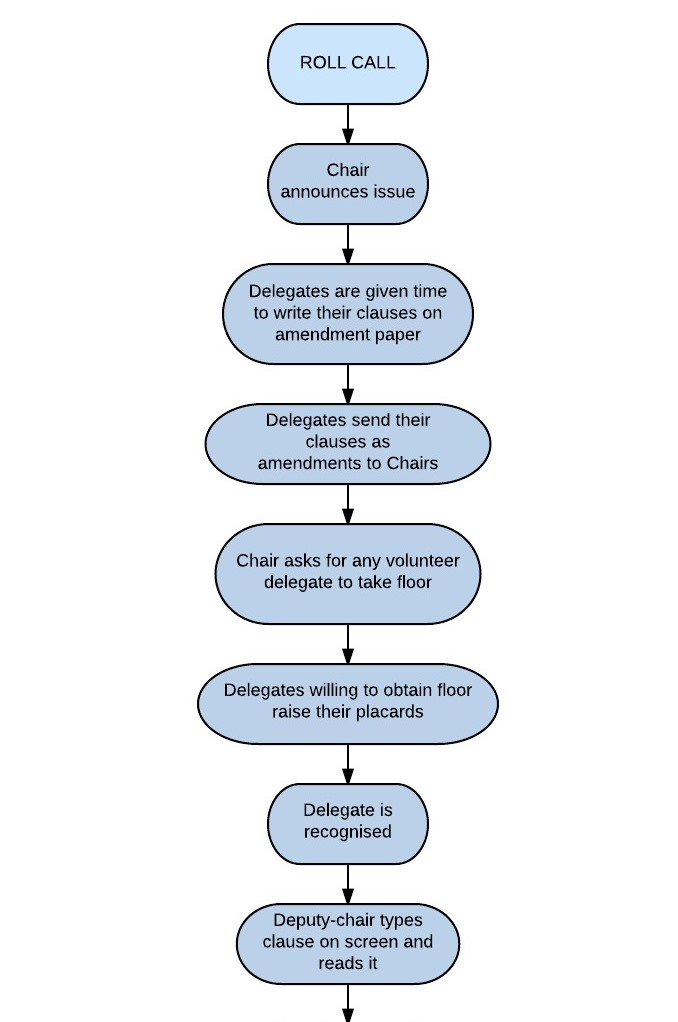 ROLL CALL
Chair
announces issue
Delegates are given time
to write their clauses on
amendment paper
Delegates send their
clauses as
amendments to Chairs
Chair asks for any volunteer
delegate to take floor
Delegates willing to obtain floor
raise their placards
Delegate is
recognised
Deputy-chair types
clause on screen and
reads it